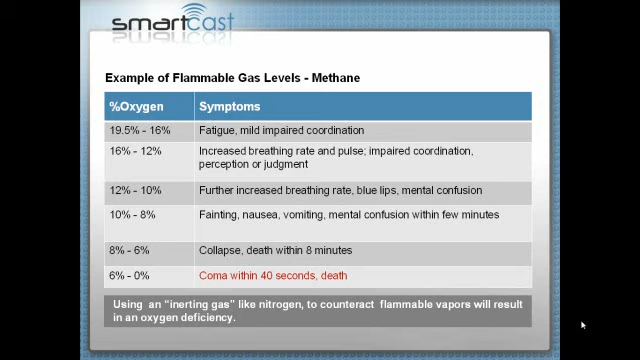 smartcast
Example of Flammable Gas Levels - Methane
%Oxygen Symptoms
19.5% - 16% Fatigue, mild impaired coordination
16% - 12% Increased breathing rate and pulse; impaired coordination,
perception or judgment
12% - 10% Further increased breathing rate, blue lips, mental confusion
10% - 8% Fainting, nausea, vomiting, mental confusion within few minutes
8% - 6% Collapse, death within 8 minutes
6% - 0% Coma within 40 seconds, death
Using an "inerting gas" like nitrogen, to counteract flammable vapors will result
in an oxygen deficiency.